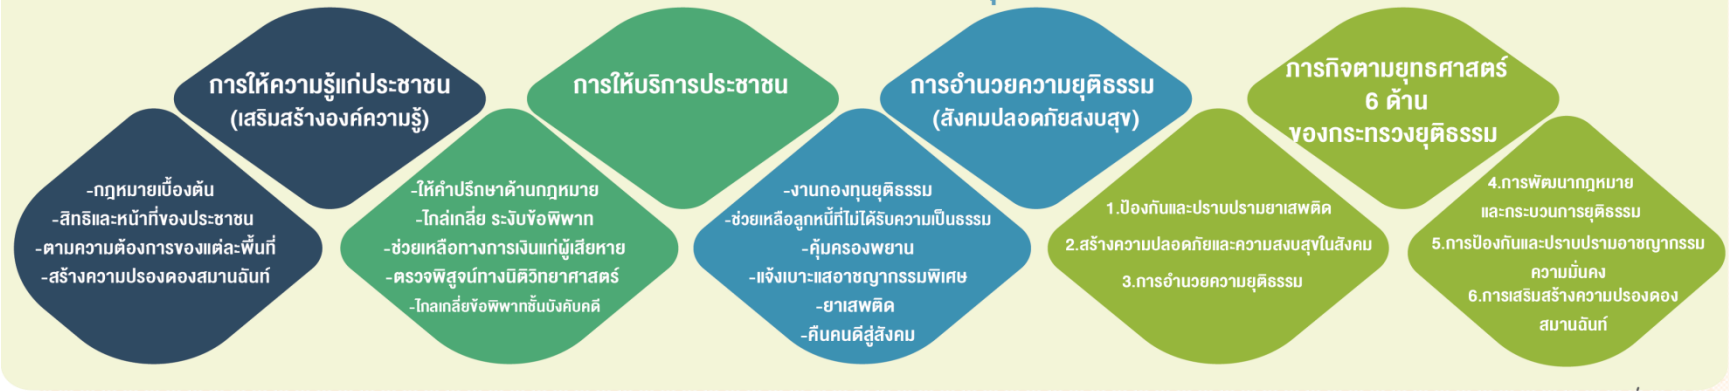 การให้ความรู้แก่ประชาชน
(เสริมสร้างองค์ความรู้)
-กฎหมายเบื้องต้น
-สิทธิและหน้าที่ของประชาชน
-ตามความต้องการของแต่ละพื้นที่
-สร้างความปรองดองสมานฉันท์
การให้บริการประชาชน
-ให้คำปรึกษาด้านกฎหมาย
-ไกล่เกลี่ย ระงับข้อพิพาท
-ช่วยเหลือทางการเงินแก่ผู้เสียหาย
-ตรวจพิสูจน์ทางนิติวิทยาศาสตร์
-ไกลเกลี่ยข้อพิพาทชั้นบังคับคดี
การอำนวยความยุติธรรม
(สังคมปลอดภัยสงบสุข)
-งานกองทุนยุติธรรม
-ช่วยเหลือลูกหนี้ที่ไม่ได้รับความเป็นธรรม
-คุ้มครองพยาน
-แจ้งเบาะแสอาชญากรรมพิเศษ
-ยาเสพติด
-คืนคนดีสู่สังคม
ภารกิจตามยุทธศาสตร์
6 ด้าน
ของกระทรวงยุติธรรม
1.ป้องกันและปราบปรามยาเสพติด
2.สร้างความปลอดภัยและความสงบสุขในสังคม
3.การอำนวยความยุติธรรม
4.การพัฒนากฎหมาย
และกระบวนการยุติธรรม
5.การป้องกันและปราบปรามอาชญากรรม
ความมั่นคง
6.การเสริมสร้างความปรองดอง
สมานฉันท์